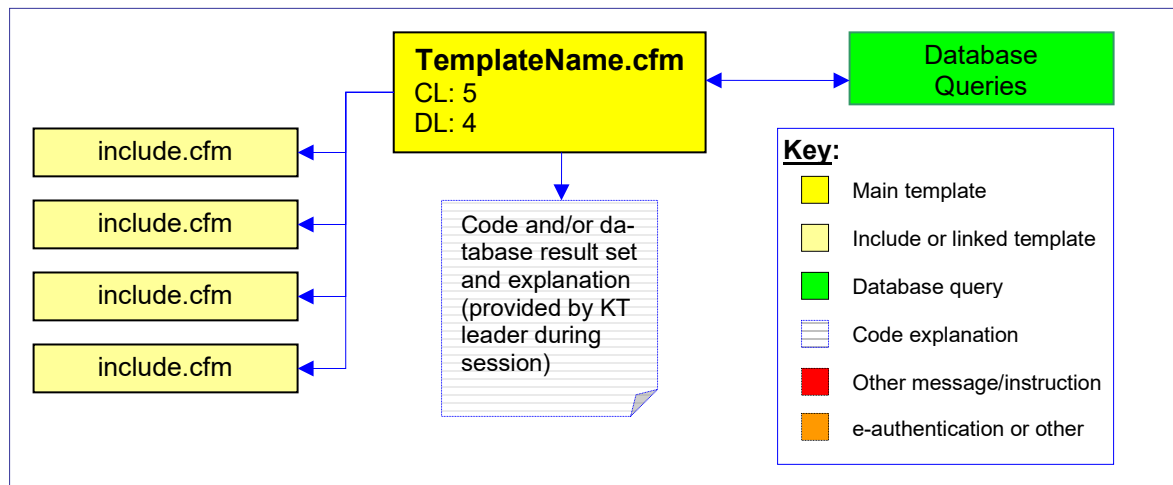 TemplateName.cfm
CL: 5
DL: 4
Database
Queries
include.cfm
include.cfm
include.cfm
include.cfm
Code and/or da-
tabase result set
and explanation
(provided by KT
leader during
session)
Key:
Main template
Include or linked template
Database query
Code explanation
Other message/instruction
e-authentication or other